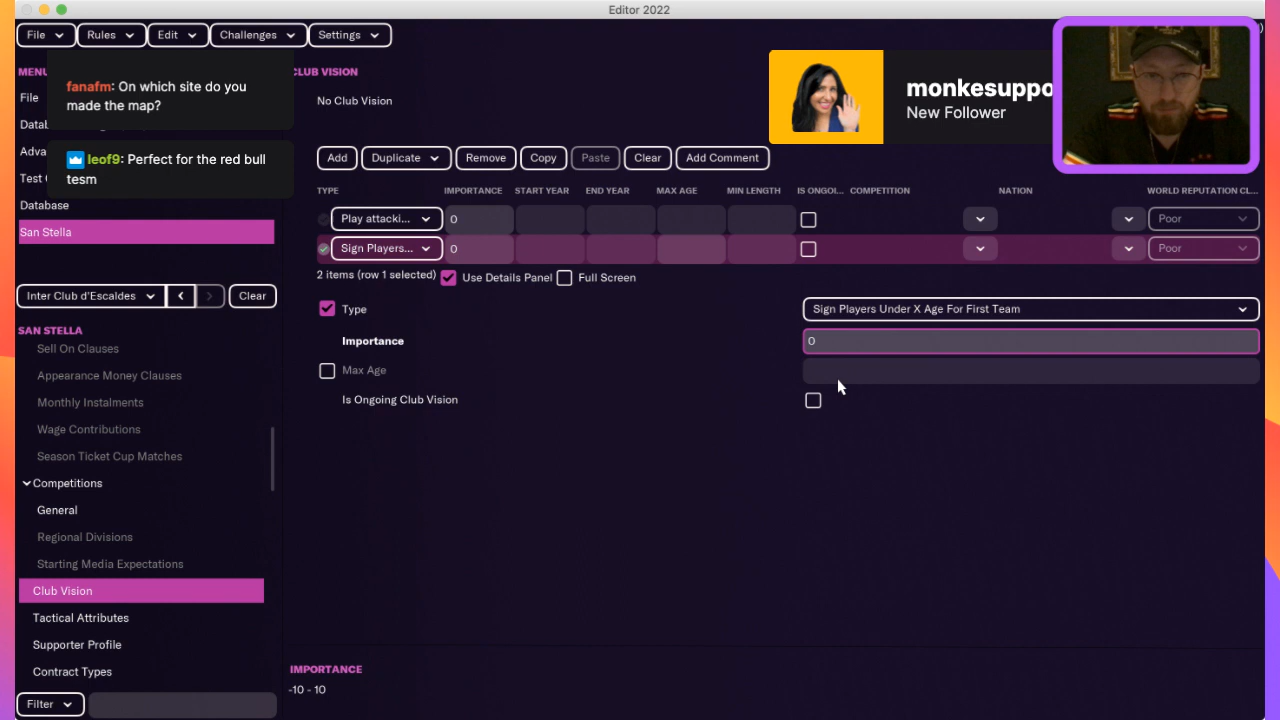 Editor 2022
File
Rules
Edit
Challenges
Settings
MENU
fanafm: On which site do you
made the map?
leof9: Perfect for the red bull
tesm
File
Test
Database
San Stella
Inter Club d'Escaldes
Clear
SAN STELLA
Sell On Clauses
Appearance Money Clauses
Monthly Instalments
Wage Contributions
Season Ticket Cup Matches
Competitions
General
Regional Divisions
Starting Media Expectations
Club Vision
Tactical Attributes
Supporter Profile
Contract Types
Filter
CLUB VISION
No Club Vision
monkesuppo
New Follower
Add
Duplicate
Remove
Copy
Paste
Clear
Add Comment
TYPE IMPORTANCE START YEAR END YEAR MAX AGE MIN LENGTH IS ONGOI... COMPETITION NATION WORLD REPUTATION CL...
Play attacki... 0 Poor
Sign Players... 0 Poor
2 items (row 1 selected) Use Details Panel Full Screen
Type Sign Players Under X Age For First Team
Importance 0
Max Age
Is Ongoing Club Vision
IMPORTANCE
-10 - 10